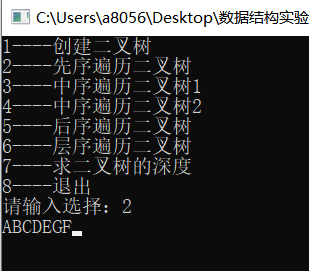 C:\Users\a8056\Desktop\数据结构实验
1----创建二叉树
2----先序遍历二叉树
3----中序遍历二叉树1
4----中序遍历二叉树2
5----后序遍历二叉树
6----层序遍历二叉树
7----求二叉树的深度
8----退出
请输入选择：2
ABCDEGF